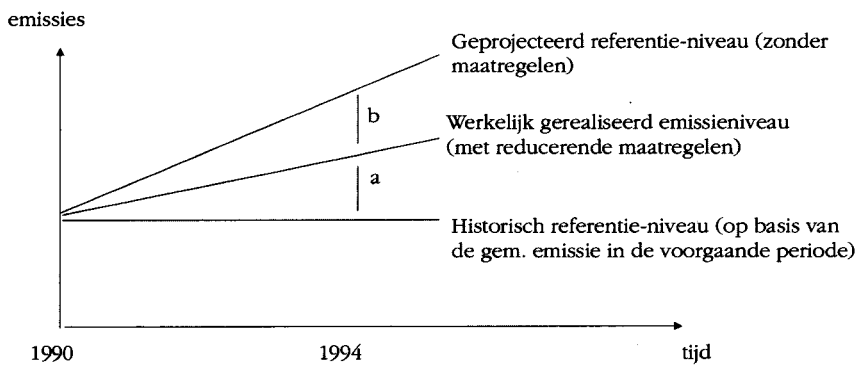 emissies
Geprojecteerd referentie-niveau (zonder
maatregelen)
b
Werkelijk gerealiseerd emissieniveau
(met reducerende maatregelen)
a
Historisch referentie-niveau (op basis van
de gem. emissie in de voorgaande periode)
1990
1994
tijd